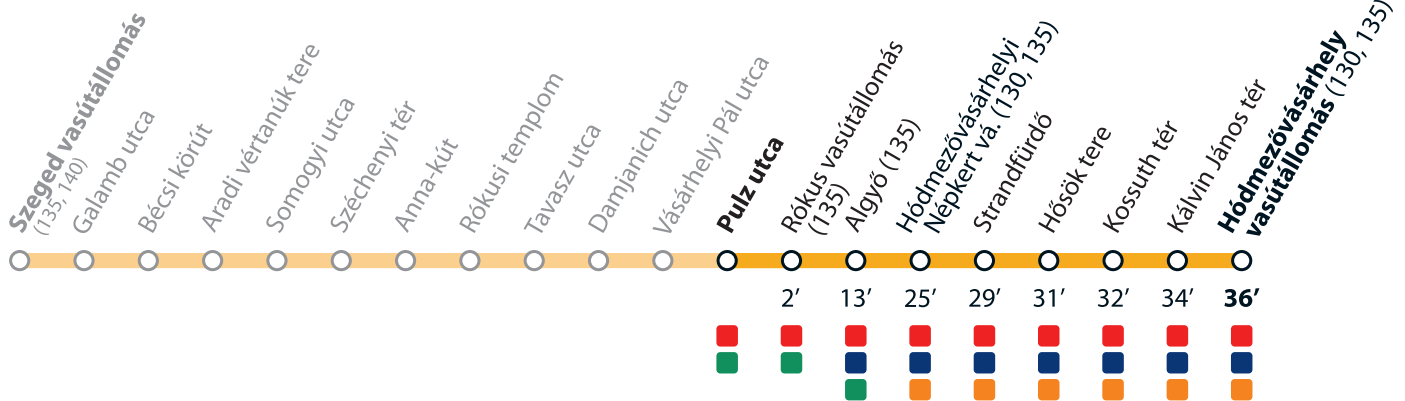 Szeged vasútállomás
(135, 140)
Galamb utca
Bécsi körút
Aradi vértanúk tere
Somogyi utca
Széchenyi tér
Anna-kút
Rókusi templom
Tavasz utca
Damjanich utca
Vásárhelyi Pál utca
Pulz utca
Rókus vasútállomás
(135)
Algyő (135)
Hódmezővásárhelyi
Népkert vá. (130, 135)
Strandfürdő
Hősök tere
Kossuth tér
Kálvin János tér
Hódmezővásárhely
vasútállomás (130, 135)
2’ 13’ 25’ 29’ 31’ 32’ 34’ 36’